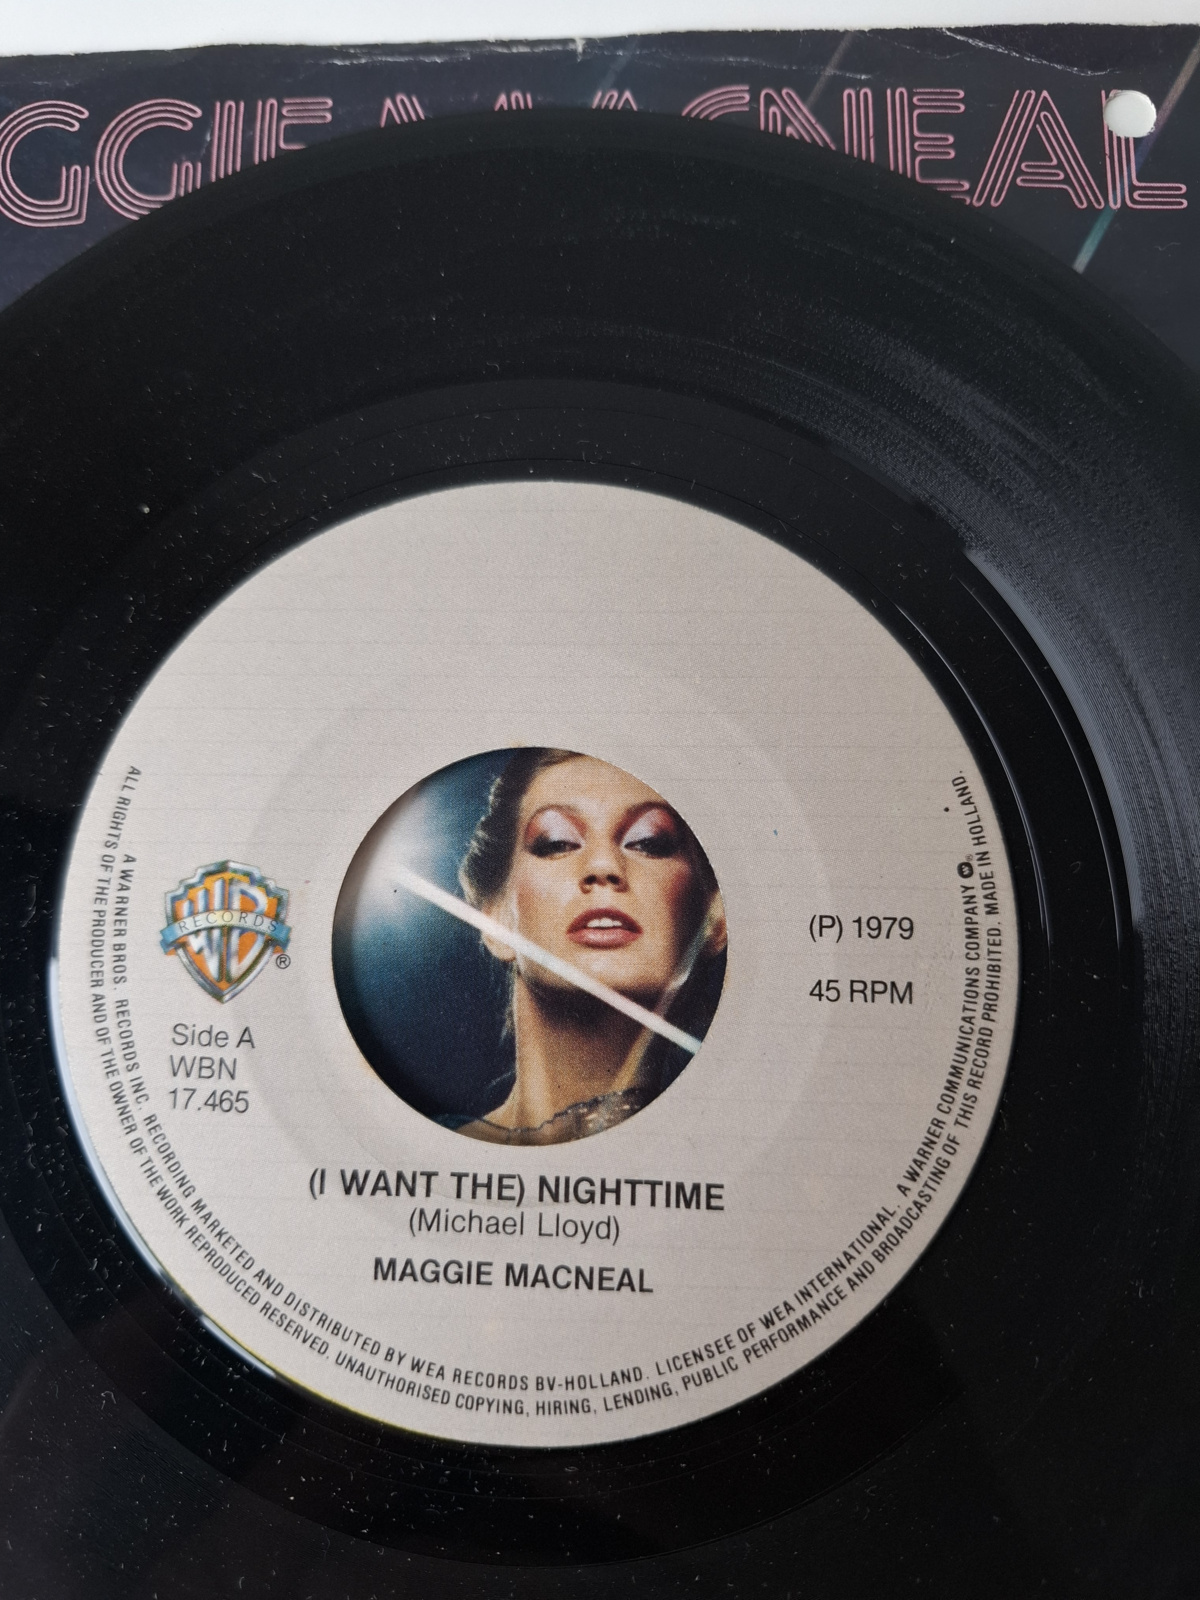 GGIE MACNEAL
RECORDS
®
Side A
WBN
17.465
(P) 1979
45 RPM
(I WANT THE) NIGHTTIME
(Michael Lloyd)
MAGGIE MACNEAL
A WARNER BROS. RECORDS INC. RECORDING MARKETED AND DISTRIBUTED BY WEA RECORDS BV-HOLLAND. LICENSEE OF WEA INTERNATIONAL. A WARNER COMMUNICATIONS COMPANY ®.
ALL RIGHTS OF THE PRODUCER AND OF THE OWNER OF THE WORK REPRODUCED RESERVED. UNAUTHORISED COPYING, HIRING, LENDING, PUBLIC PERFORMANCE AND BROADCASTING OF THIS RECORD PROHIBITED. MADE IN HOLLAND.